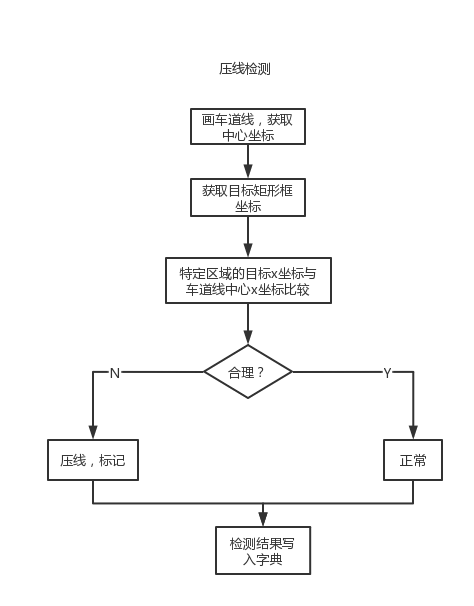 压线检测
画车道线，获取
中心坐标
获取目标矩形框
坐标
特定区域的目标x坐标与
车道线中心x坐标比较
合理？
N
Y
压线，标记
正常
检测结果写
入字典